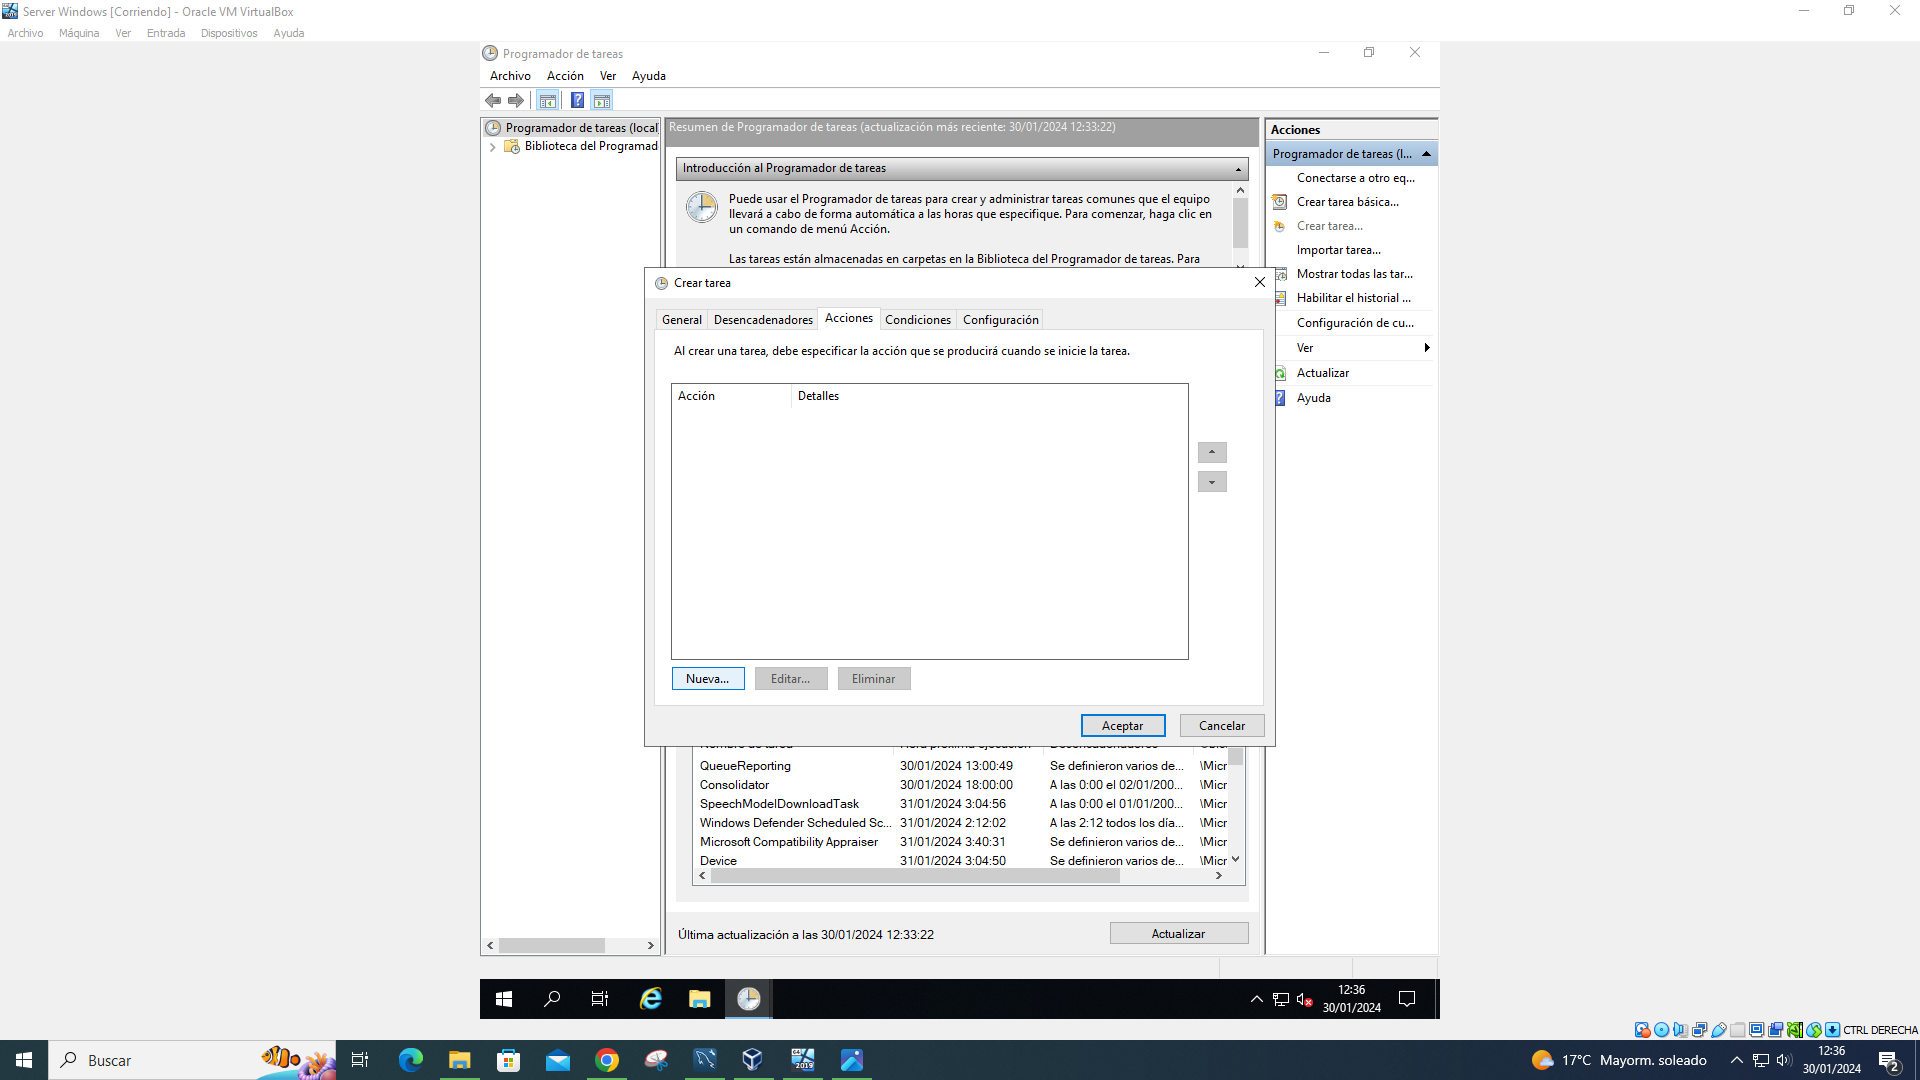 Server Windows [Corriendo] - Oracle VM VirtualBox
Archivo Máquina Ver Entrada Dispositivos Ayuda
Programador de tareas
Archivo Acción Ver Ayuda
Programador de tareas (local
Biblioteca del Programad
Resumen de Programador de tareas (actualización más reciente: 30/01/2024 12:33:22)
Introducción al Programador de tareas
Puede usar el Programador de tareas para crear y administrar tareas comunes que el equipo
llevará a cabo de forma automática a las horas que especifique. Para comenzar, haga clic en
un comando de menú Acción.
Las tareas están almacenadas en carpetas en la Biblioteca del Programador de tareas. Para
Acciones
Programador de tareas (l...
Conectarse a otro eq...
Crear tarea básica...
Crear tarea...
Importar tarea...
Mostrar todas las tar...
Habilitar el historial ...
Configuración de cu...
Ver
Actualizar
Ayuda
Crear tarea
General Desencadenadores Acciones Condiciones Configuración
Al crear una tarea, debe especificar la acción que se producirá cuando se inicie la tarea.
Acción Detalles
Nueva... Editar... Eliminar
Aceptar Cancelar
QueueReporting 30/01/2024 13:00:49 Se definieron varios de... \Micr
Consolidator 30/01/2024 18:00:00 A las 0:00 el 02/01/200... \Micr
SpeechModelDownloadTask 31/01/2024 3:04:56 A las 0:00 el 01/01/200... \Micr
Windows Defender Scheduled Sc... 31/01/2024 2:12:02 A las 2:12 todos los día... \Micr
Microsoft Compatibility Appraiser 31/01/2024 3:40:31 Se definieron varios de... \Micr
Device 31/01/2024 3:04:50 Se definieron varios de... \Micr
Última actualización a las 30/01/2024 12:33:22
Actualizar
12:36
30/01/2024
CTRL DERECHA
Buscar
2019
17°C Mayorm. soleado
12:36
30/01/2024
2